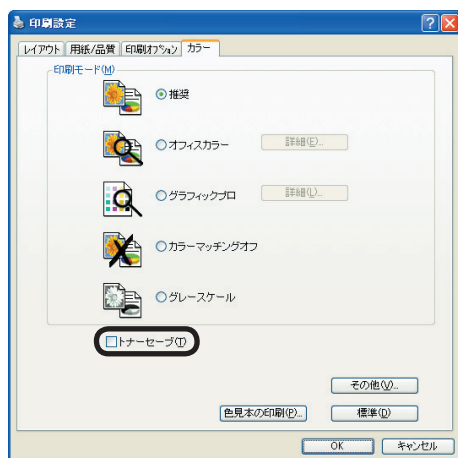 印刷設定
レイアウト 用紙/品質 印刷オプション カラー
印刷モード(M)
推奨
オフィスカラー 詳細(E)...
グラフィックプロ 詳細(L)...
カラーマッチングオフ
グレースケール
トナーセーブ(T)
その他(V)...
色見本の印刷(P)... 標準(D)
OK キャンセル